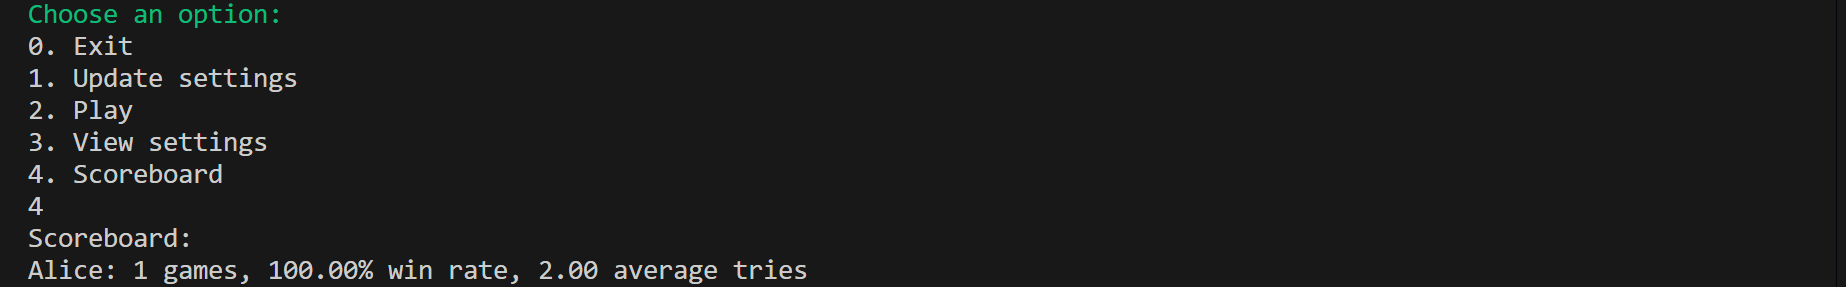 Choose an option:
0. Exit
1. Update settings
2. Play
3. View settings
4. Scoreboard
4
Scoreboard:
Alice: 1 games, 100.00% win rate, 2.00 average tries